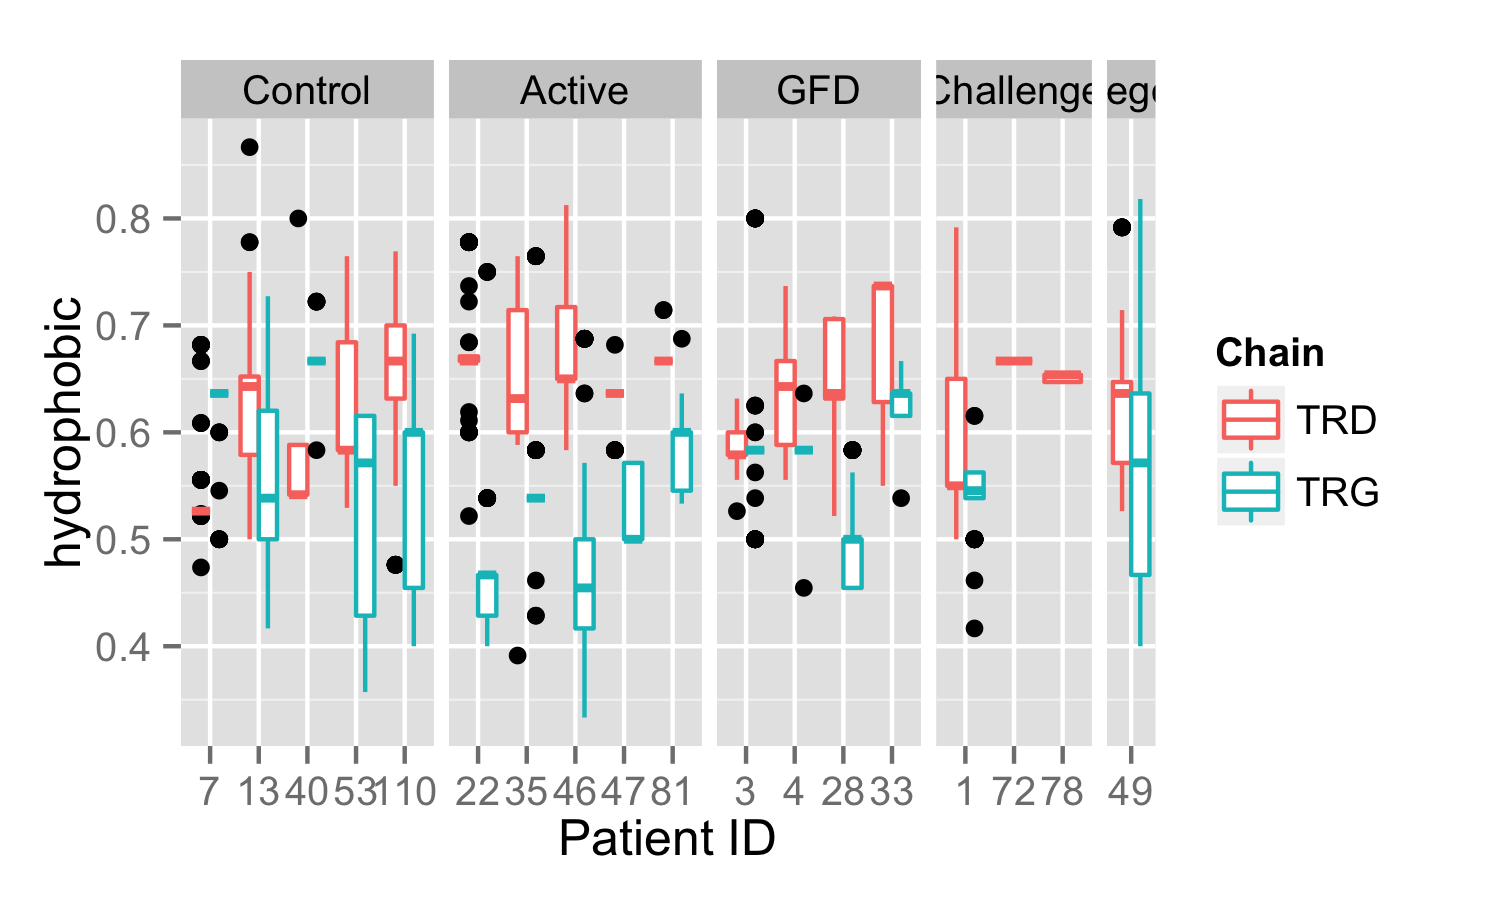 Control Active GFD Challenge
hydrophobic
0.8
0.7
0.6
0.5
0.4
7 13 40 53 110 22 35 46 47 81 3 4 28 33 1 72 78 49
Patient ID
Chain
TRD
TRG